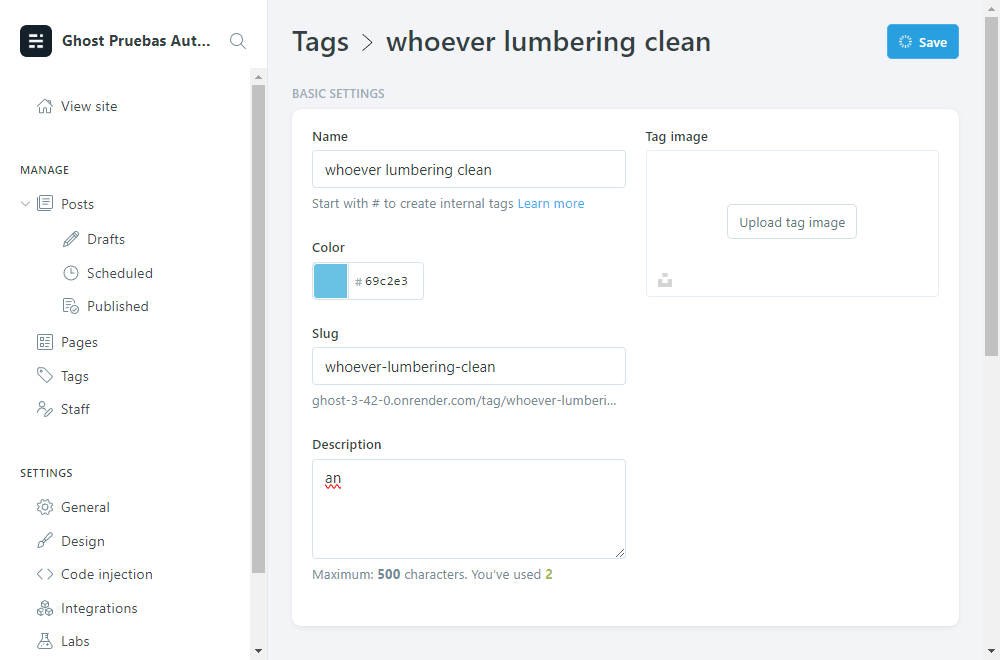 Ghost Pruebas Aut...
View site
MANAGE
Posts
Drafts
Scheduled
Published
Pages
Tags
Staff
SETTINGS
General
Design
Code injection
Integrations
Labs
Tags > whoever lumbering clean
Save
BASIC SETTINGS
Name
whoever lumbering clean
Start with # to create internal tags Learn more
Color
# 69c2e3
Slug
whoever-lumbering-clean
ghost-3-42-0.onrender.com/tag/whoever-lumberi...
Description
an
Maximum: 500 characters. You've used 2
Tag image
Upload tag image